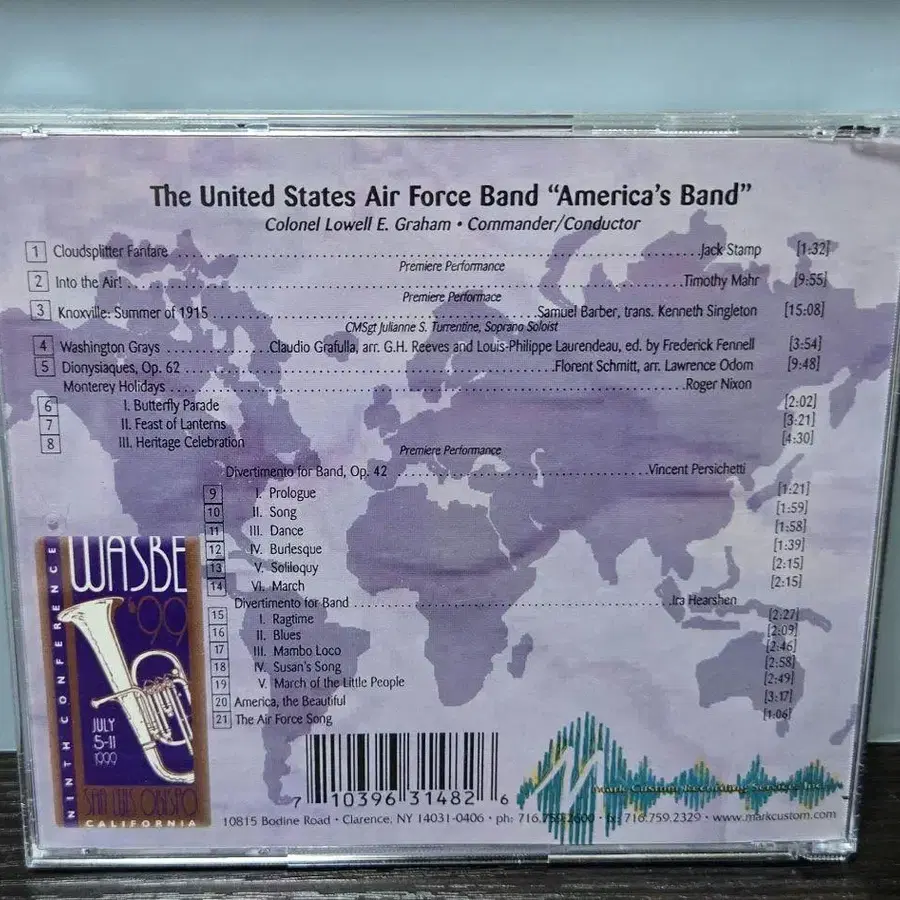 The United States Air Force Band “America's Band”
Colonel Lowell E. Graham • Commander/Conductor
1 Cloudsplitter Fanfare Jack Stamp [1:32]
Premiere Performance
2 Into the Air! Timothy Mahr [9:55]
Premiere Performace
3 Knoxville: Summer of 1915 Samuel Barber, trans. Kenneth Singleton [15:08]
CMSgt Julianne S. Turrentine, Soprano Soloist
4 Washington Grays Claudio Grafulla, arr. G.H. Reeves and Louis-Philippe Laurendeau, ed. by Frederick Fennell [3:54]
5 Dionysiaques, Op. 62 Florent Schmitt, arr. Lawrence Odom [9:48]
Monterey Holidays Roger Nixon
6 I. Butterfly Parade [2:02]
7 II. Feast of Lanterns [3:21]
8 III. Heritage Celebration [4:30]
Premiere Performance
Divertimento for Band, Op. 42 Vincent Persichetti
9 I. Prologue [1:21]
10 II. Song [1:59]
11 III. Dance [1:58]
12 IV. Burlesque [1:39]
13 V. Soliloquy [2:15]
14 VI. March [2:15]
Divertimento for Band Ira Hearshen
15 I. Ragtime [2:27]
16 II. Blues [2:09]
17 III. Mambo Loco [2:46]
18 IV. Susan's Song [2:58]
19 V. March of the Little People [2:49]
20 America, the Beautiful [3:17]
21 The Air Force Song [1:06]
WASBE
'99
NINTH CONFERENCE
JULY
5-11
1999
SAN LUIS OBISPO
CALIFORNIA
7 10396 31482 6
Mark Custom Recording Service Inc.
10815 Bodine Road • Clarence, NY 14031-0406 • ph: 716.759.2600 • fx: 716.759.2329 • www.markcustom.com